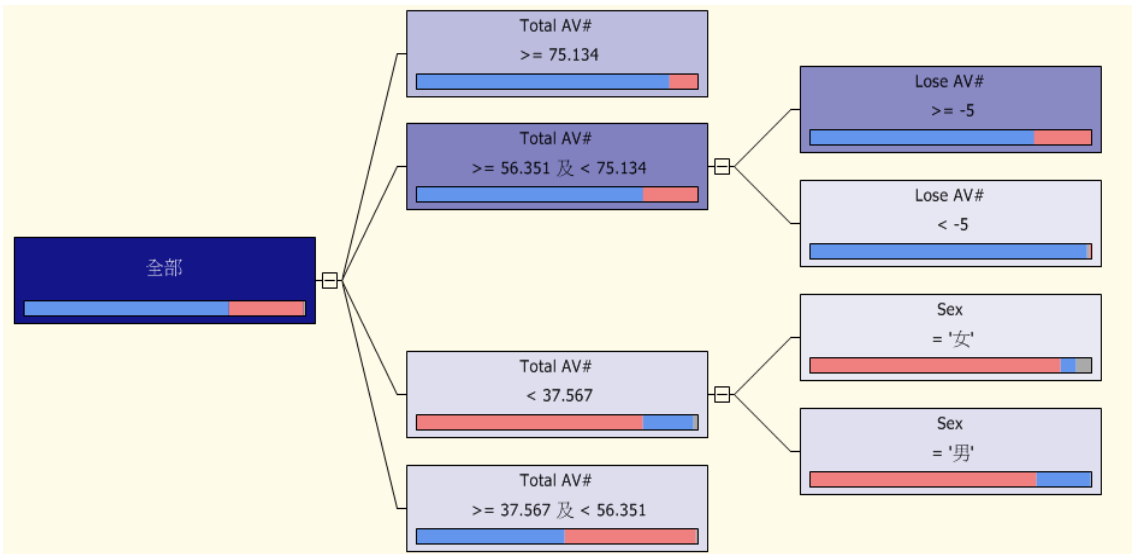 全部
Total AV#
>= 75.134
Total AV#
>= 56.351 及 < 75.134
Total AV#
< 37.567
Total AV#
>= 37.567 及 < 56.351
Lose AV#
>= -5
Lose AV#
< -5
Sex
= '女'
Sex
= '男'